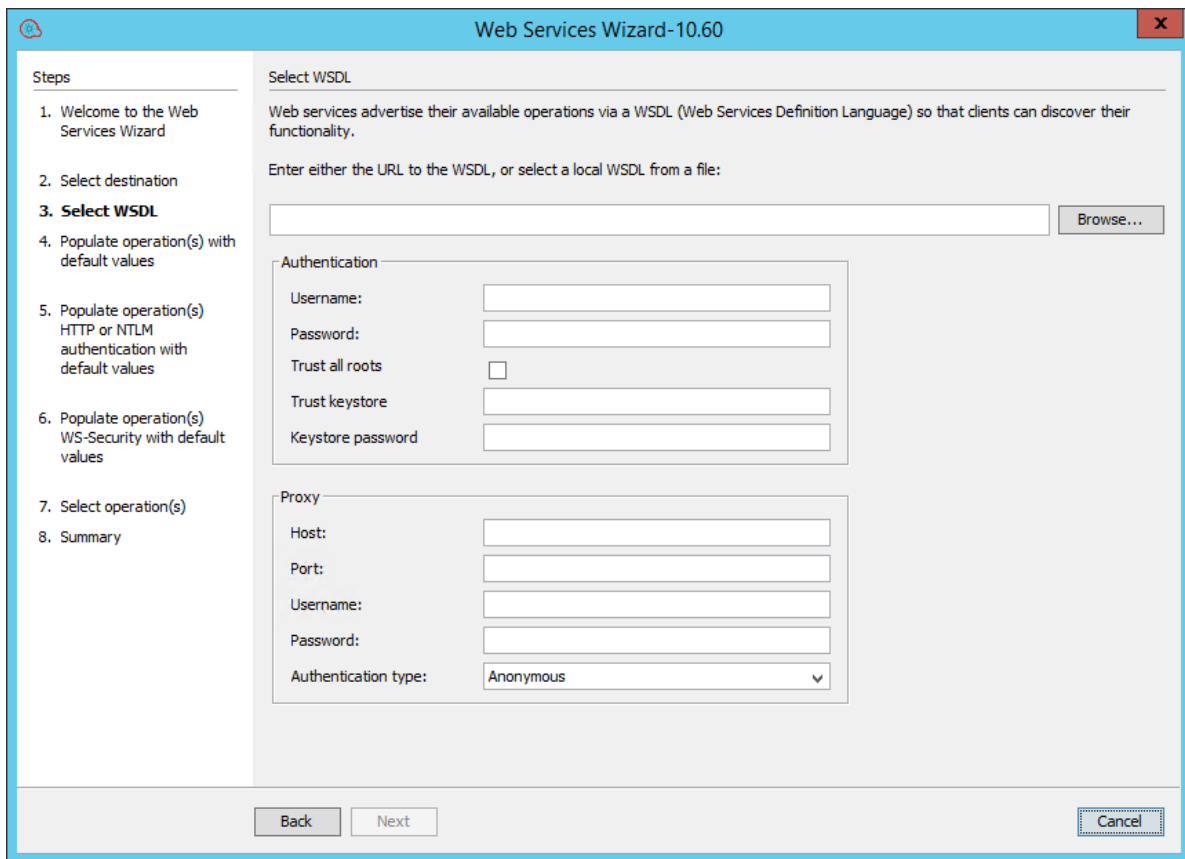 Web Services Wizard-10.60
x
Steps
1. Welcome to the Web
Services Wizard
2. Select destination
3. Select WSDL
4. Populate operation(s) with
default values
5. Populate operation(s)
HTTP or NTLM
authentication with
default values
6. Populate operation(s)
WS-Security with default
values
7. Select operation(s)
8. Summary
Select WSDL
Web services advertise their available operations via a WSDL (Web Services Definition Language) so that clients can discover their
functionality.
Enter either the URL to the WSDL, or select a local WSDL from a file:
Browse...
Authentication
Username:
Password:
Trust all roots
Trust keystore
Keystore password
Proxy
Host:
Port:
Username:
Password:
Authentication type:
Anonymous
Back
Next
Cancel